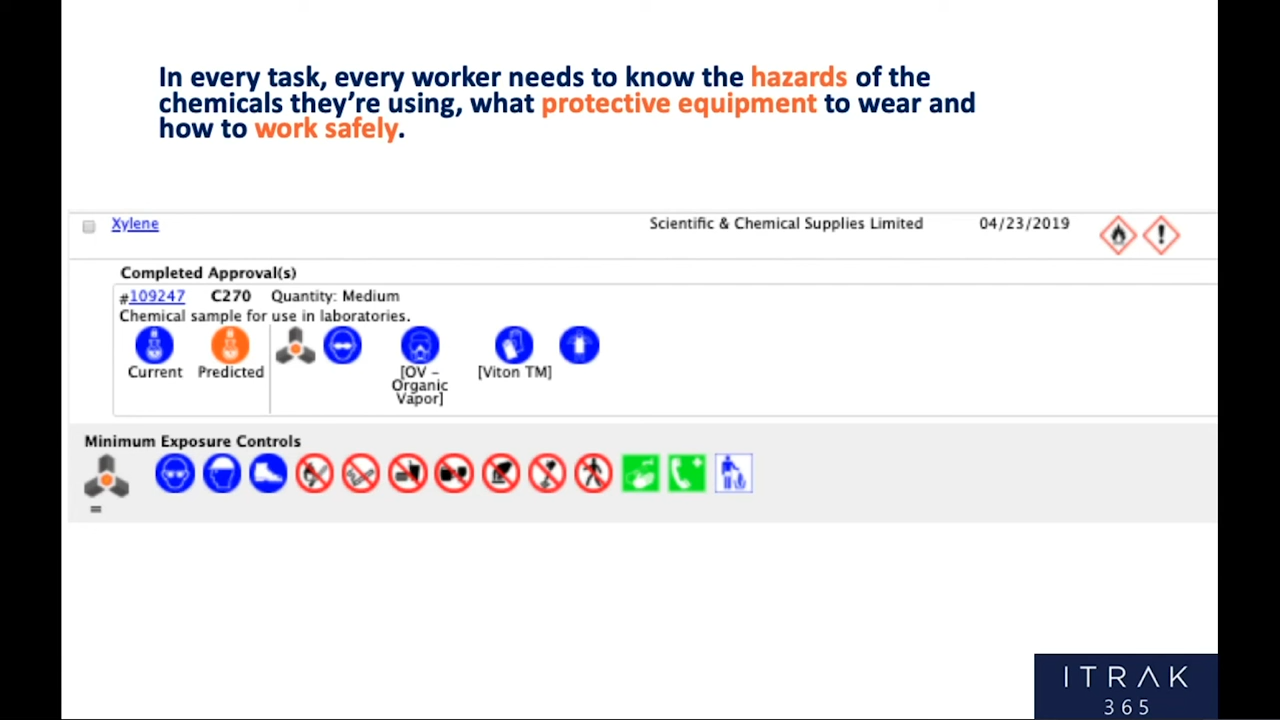 In every task, every worker needs to know the hazards of the
chemicals they're using, what protective equipment to wear and
how to work safely.
Xylene Scientific & Chemical Supplies Limited 04/23/2019
Completed Approval(s)
#109247 C270 Quantity: Medium
Chemical sample for use in laboratories.
Current Predicted [OV – Organic Vapor] [Viton TM]
Minimum Exposure Controls
=
ITRAK
365